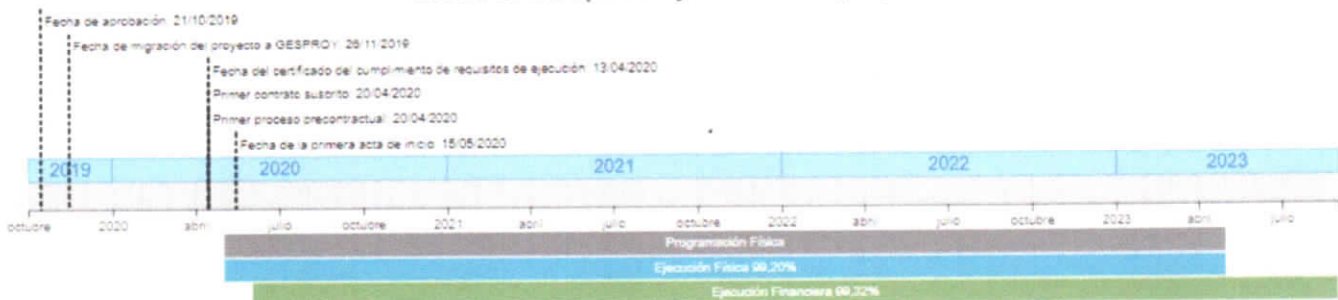 Fecha de aprobación: 21/10/2019
Fecha de migración del proyecto a GESPROY: 26/11/2019
Fecha del certificado del cumplimiento de requisitos de ejecución: 13/04/2020
Primer contrato suscrito: 20/04/2020
Primer proceso precontractual: 20/04/2020
Fecha de la primera acta de inicio: 15/05/2020
2019 2020 2021 2022 2023
octubre 2020 abril julio octubre 2021 abril julio octubre 2022 abril julio octubre 2023 abril julio
Programación Física
Ejecución Física 99,20%
Ejecución Financiera 99,32%